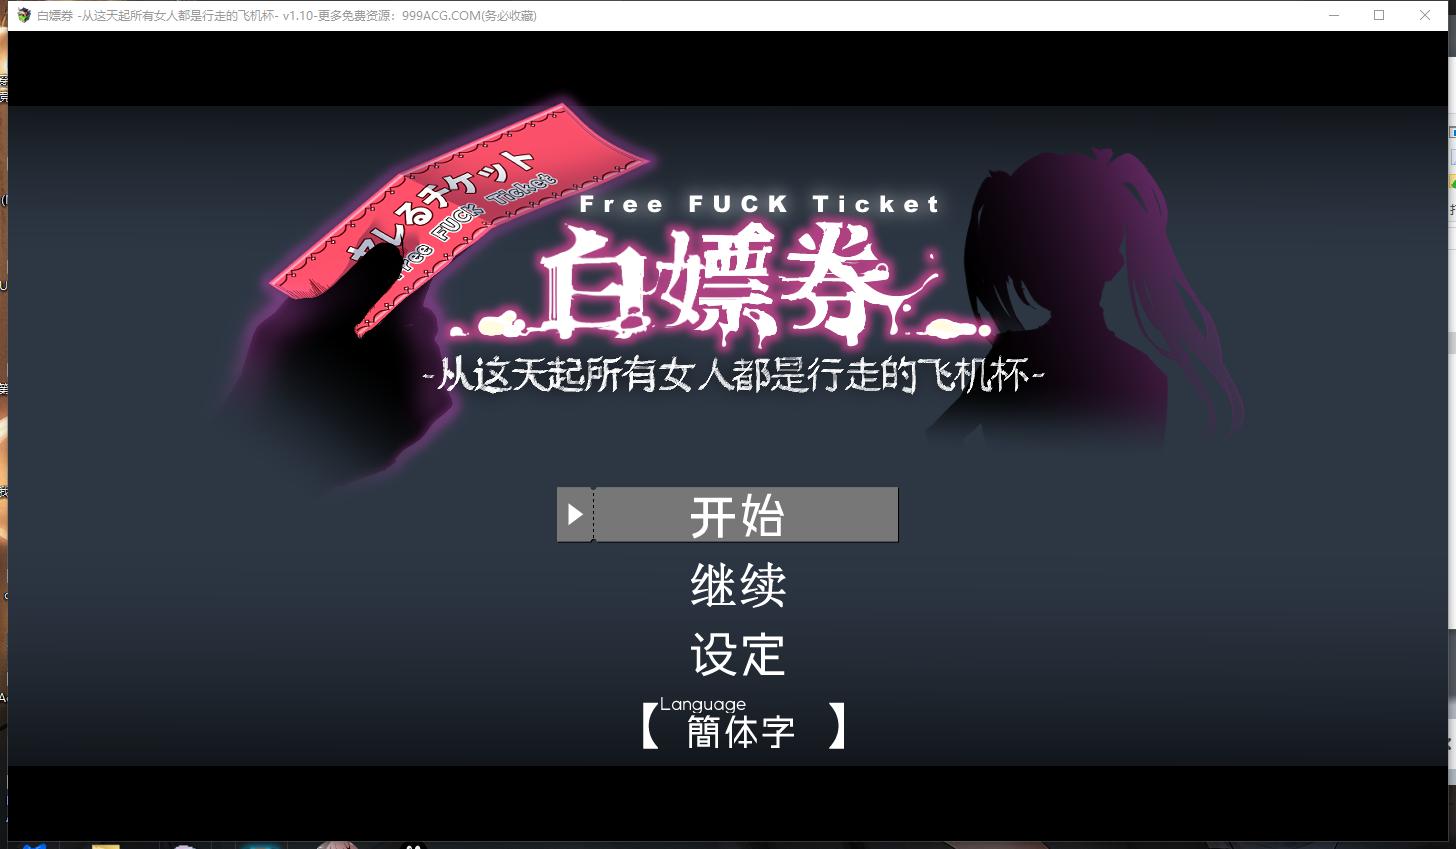 白嫖券 -从这天起所有女人都是行走的飞机杯- v1.10-更多免费资源：999ACG.COM(务必收藏)
ヤレるチケット
Free FUCK Ticket
Free FUCK Ticket
白嫖券
-从这天起所有女人都是行走的飞机杯-
开始
继续
设定
Language
【簡体字】